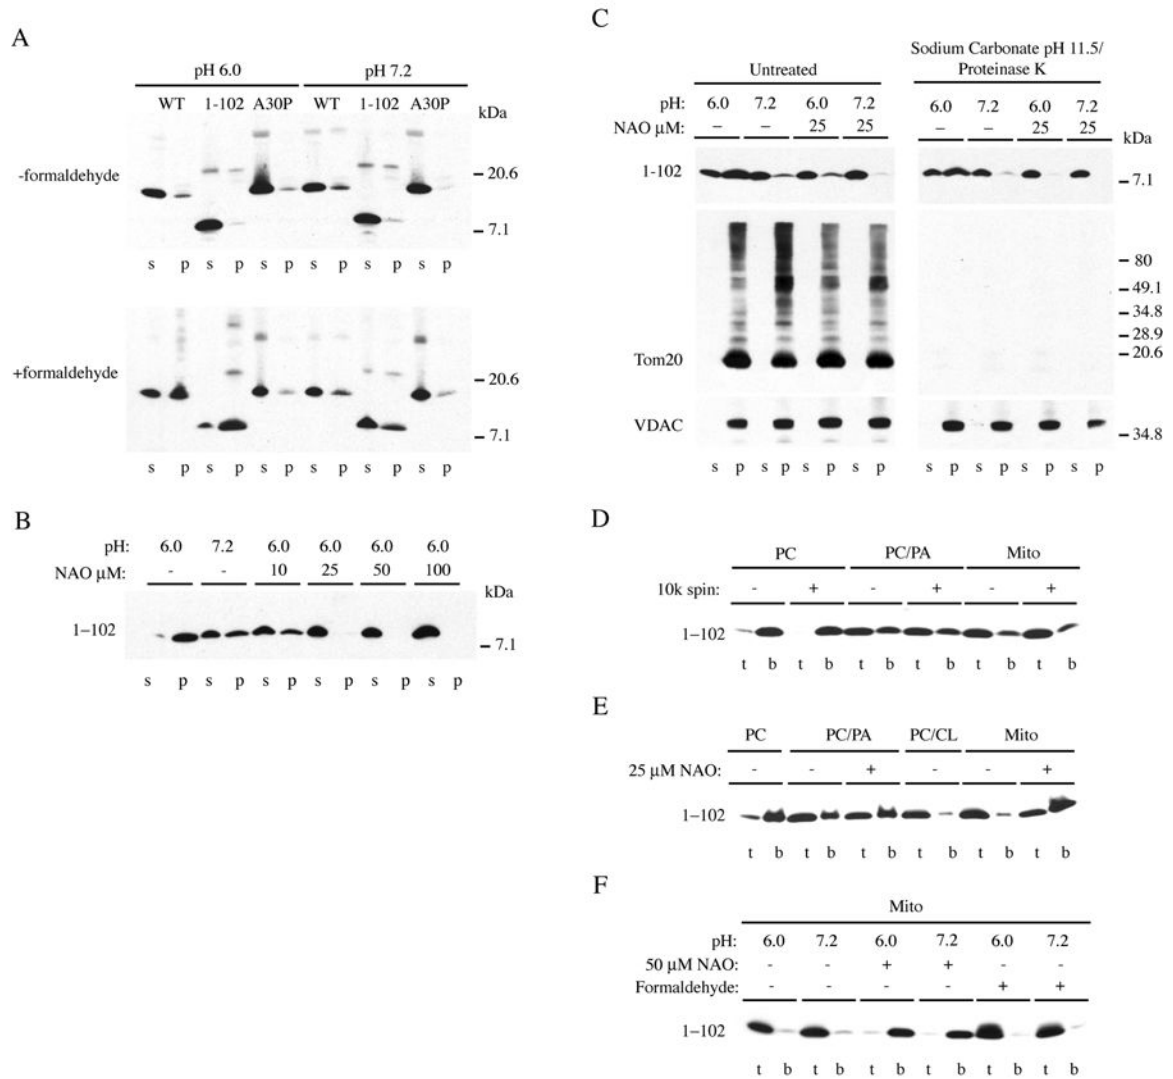 A
pH 6.0 pH 7.2
WT 1-102 A30P WT 1-102 A30P kDa
-formaldehyde
20.6
7.1
s p s p s p s p s p s p
+formaldehyde
20.6
7.1
s p s p s p s p s p s p
B
pH: 6.0 7.2 6.0 6.0 6.0 6.0
NAO µM: - - 10 25 50 100
kDa
1–102
7.1
s p s p s p s p s p s p
C
Untreated
Sodium Carbonate pH 11.5/
Proteinase K
pH: 6.0 7.2 6.0 7.2 6.0 7.2 6.0 7.2
NAO µM: – – 25 25 – – 25 25 kDa
1-102
7.1
80
49.1
34.8
28.9
Tom20 20.6
VDAC
34.8
s p s p s p s p s p s p s p s p
D
PC PC/PA Mito
10k spin: - + - + - +
1–102
t b t b t b t b t b t b
E
PC PC/PA PC/CL Mito
25 µM NAO: - - + - - +
1–102
t b t b t b t b t b t b
F
Mito
pH: 6.0 7.2 6.0 7.2 6.0 7.2
50 µM NAO: - - + + - -
Formaldehyde: - - - - + +
1–102
t b t b t b t b t b t b